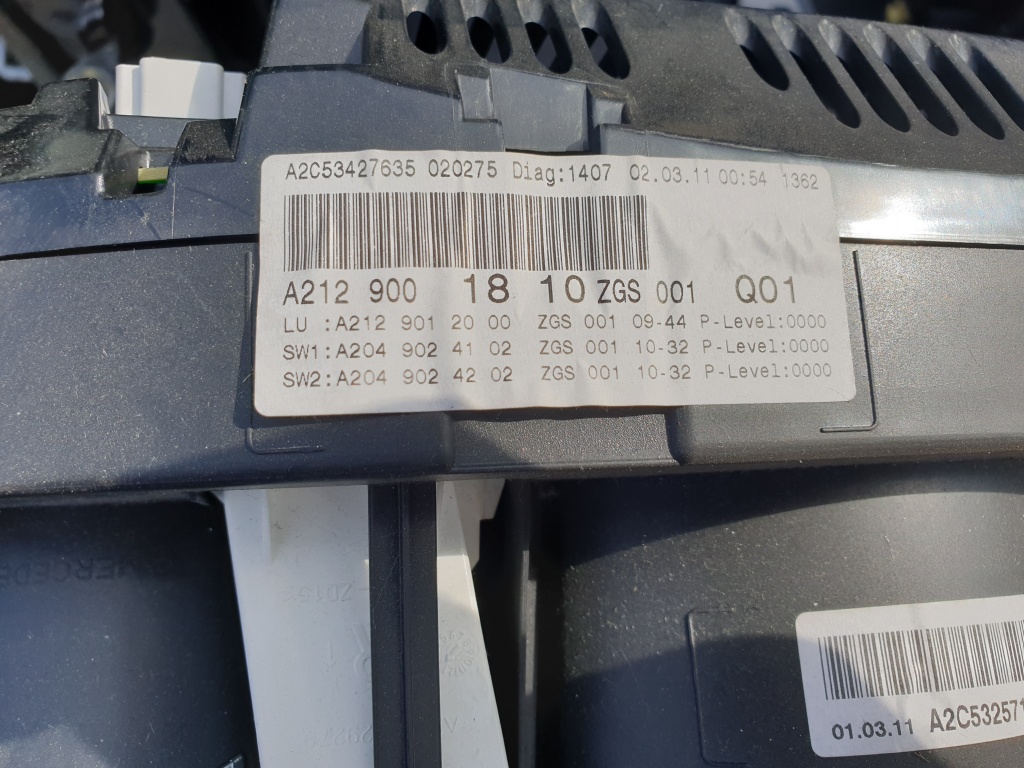 A2C53427635 020275 Diag:1407 02.03.11 00:54 1362
A212 900 18 10 ZGS 001 Q01
LU :A212 901 20 00 ZGS 001 09-44 P-Level:0000
SW1:A204 902 41 02 ZGS 001 10-32 P-Level:0000
SW2:A204 902 42 02 ZGS 001 10-32 P-Level:0000
MERCEDES
01.03.11 A2C532571